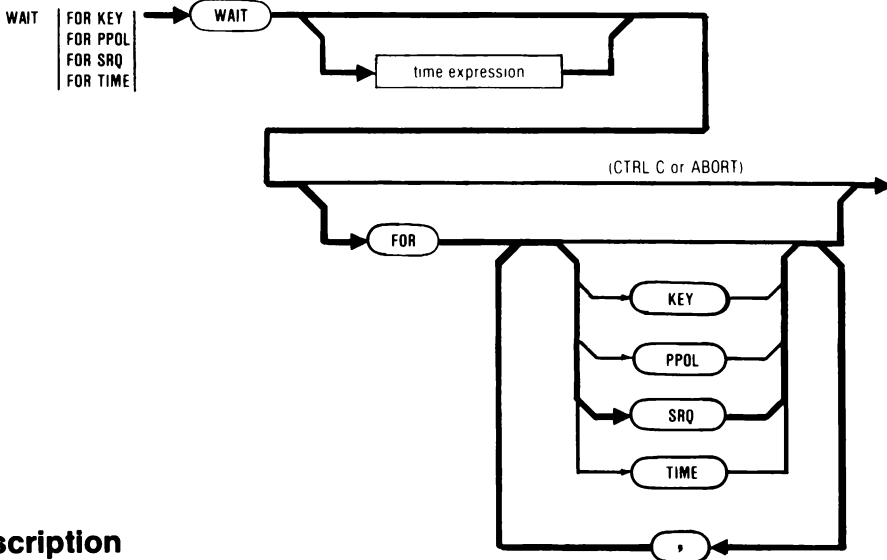 WAIT FOR KEY
FOR PPOL
FOR SRQ
FOR TIME
WAIT
time expression
(CTRL C or ABORT)
FOR
KEY
PPOL
SRQ
TIME
,
scription